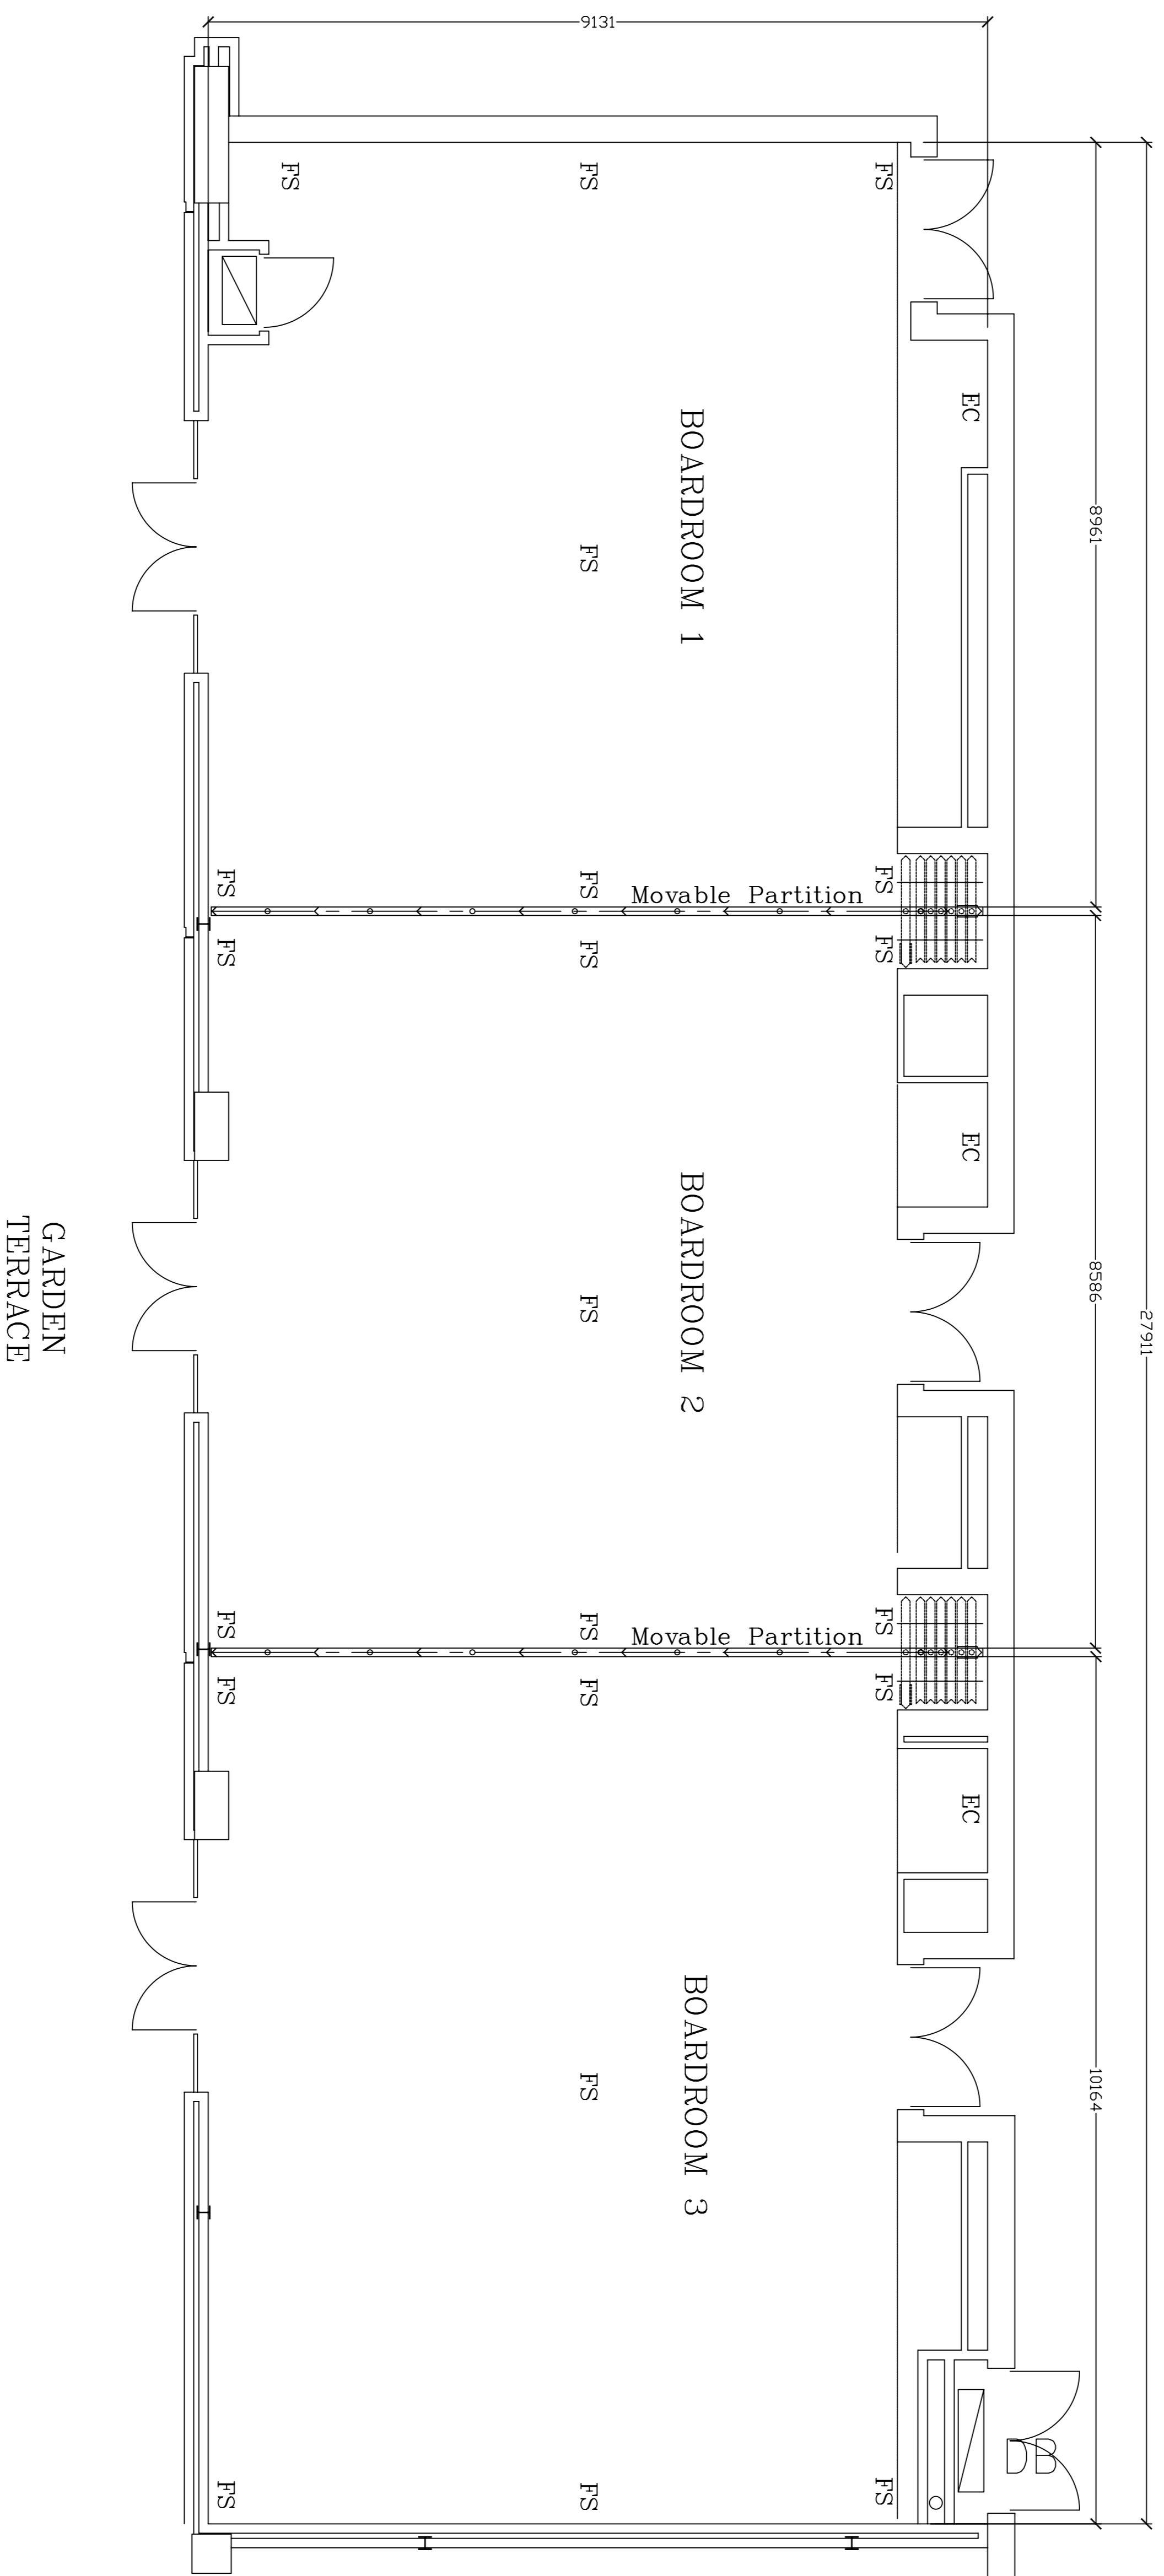 9131
27911
8961
8586
10164
FS
FS
FS
EC
BOARDROOM 1
FS
FS
FS
FS
Movable Partition
FS
FS
FS
EC
BOARDROOM 2
FS
GARDEN
TERRACE
FS
FS
FS
Movable Partition
FS
FS
FS
EC
BOARDROOM 3
FS
DB
FS
FS
FS